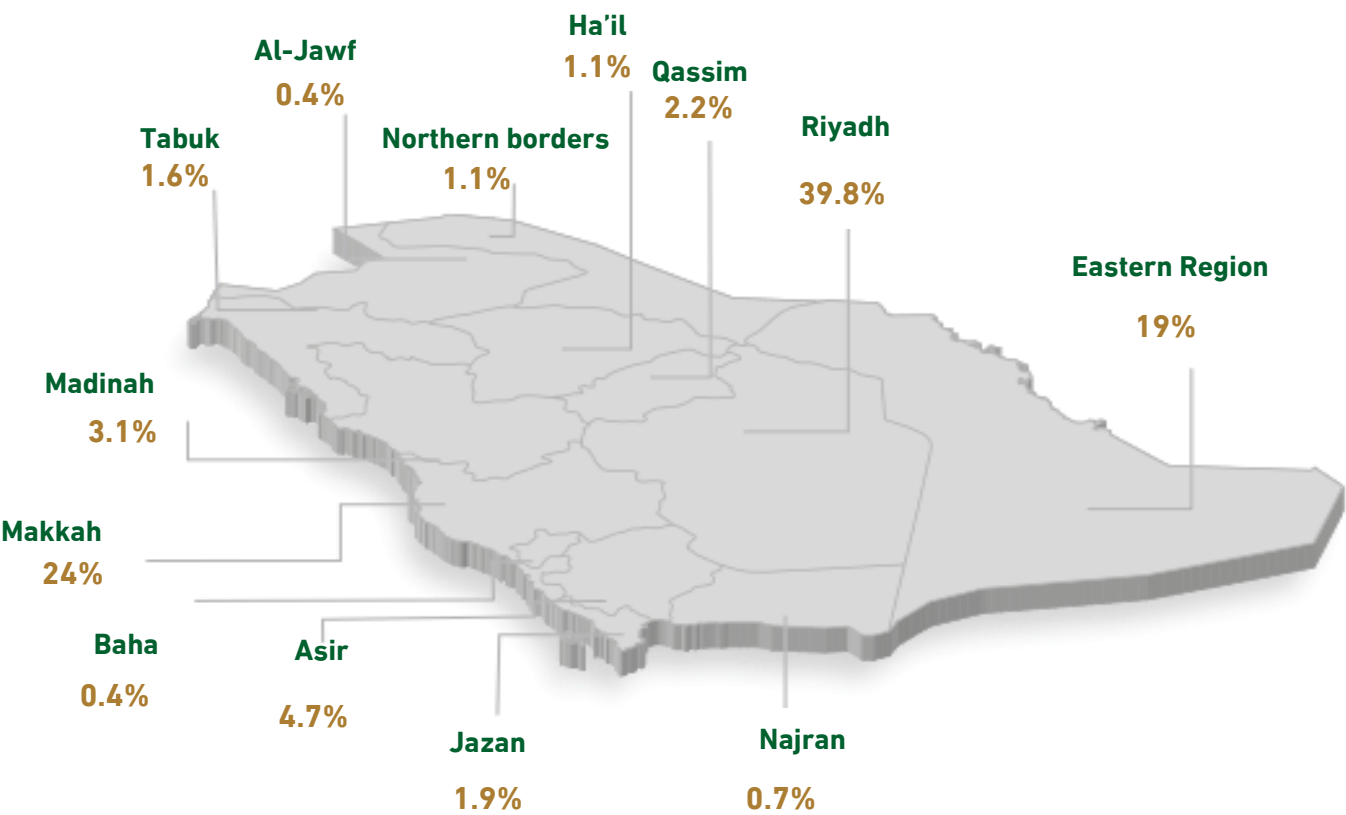 Ha’il
1.1%
Al-Jawf
0.4%
Qassim
2.2%
Riyadh
39.8%
Tabuk
1.6%
Northern borders
1.1%
Eastern Region
19%
Madinah
3.1%
Makkah
24%
Baha
0.4%
Asir
4.7%
Jazan
1.9%
Najran
0.7%